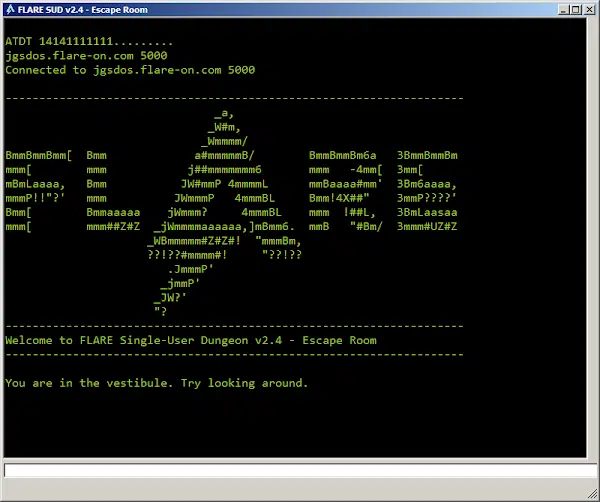 FLARE SUD v2.4 - Escape Room
ATDT 14141111111.........
jgsdos.flare-on.com 5000
Connected to jgsdos.flare-on.com 5000
--------------------------------------------------------------------
_a,
_W#m,
_Wmmmm/
BmmBmmBmm[  Bmm             a#mmmmmB/        BmmmBmmBm6a   3BmmBmmBm
mmm[        mmm            j##mmmmmmm6       mmm   -4mm[  3mm[
mBmLaaaa,   Bmm           JW#mmP 4mmmmL      mmBaaaa#mm'  3Bm6aaaa,
mmmP!!"?'   mmm          JWmmmP   4mmmBL     Bmm!4X##"    3mmP????'
Bmm[        Bmmaaaaa    jWmmm?     4mmmBL    mmm  !##L,   3BmLaasaa
mmm[        mmm##Z#Z  _jWmmmmaaaaaa,]mBmm6.  mmB   "#Bm/  3mmm#UZ#Z
_WBmmmmm#Z#Z#!  "mmmBm,
??!??#mmmm#!     "??!??
.JmmmP'
_jmmP'
_JW?'
"?
--------------------------------------------------------------------
Welcome to FLARE Single-User Dungeon v2.4 - Escape Room
--------------------------------------------------------------------
You are in the vestibule. Try looking around.